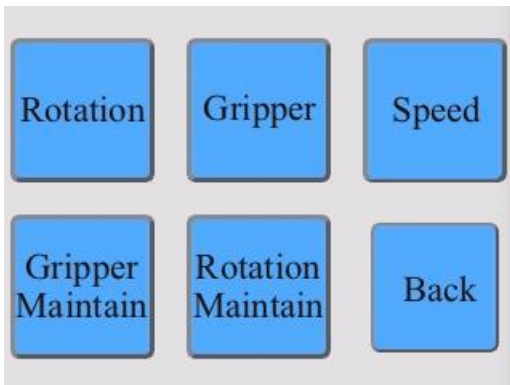 Rotation
Gripper
Speed
Gripper
Maintain
Rotation
Maintain
Back